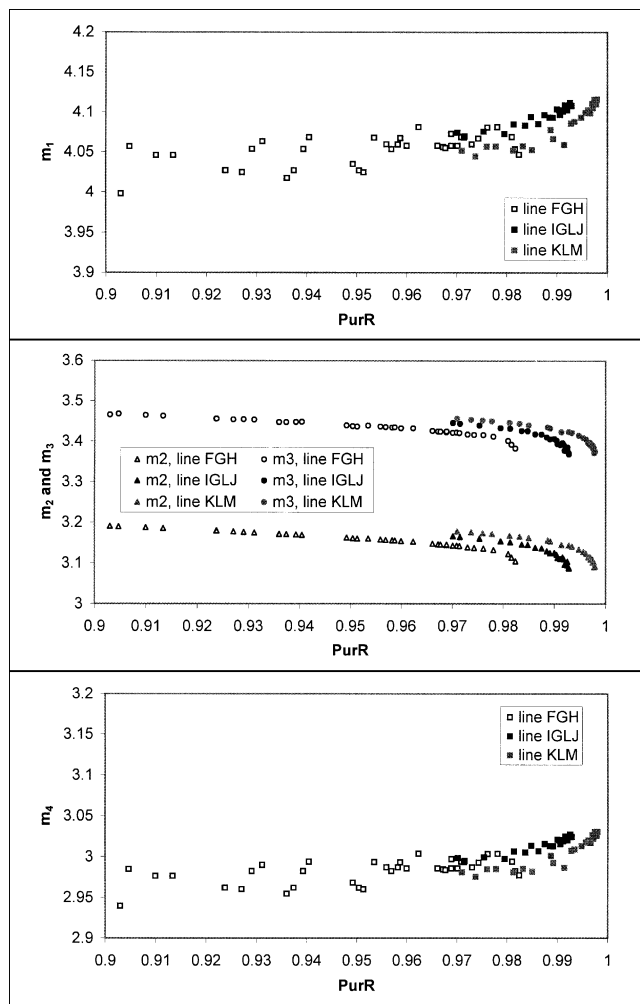 4.2
4.15
4.1
4.05
4
3.95
3.9
m1
line FGH
line IGLJ
line KLM
0.9 0.91 0.92 0.93 0.94 0.95 0.96 0.97 0.98 0.99 1
PurR
3.6
3.5
3.4
3.3
3.2
3.1
3
m2 and m3
m2, line FGH m3, line FGH
m2, line IGLJ m3, line IGLJ
m2, line KLM m3, line KLM
0.9 0.91 0.92 0.93 0.94 0.95 0.96 0.97 0.98 0.99 1
PurR
3.2
3.15
3.1
3.05
3
2.95
2.9
m4
line FGH
line IGLJ
line KLM
0.9 0.91 0.92 0.93 0.94 0.95 0.96 0.97 0.98 0.99 1
PurR